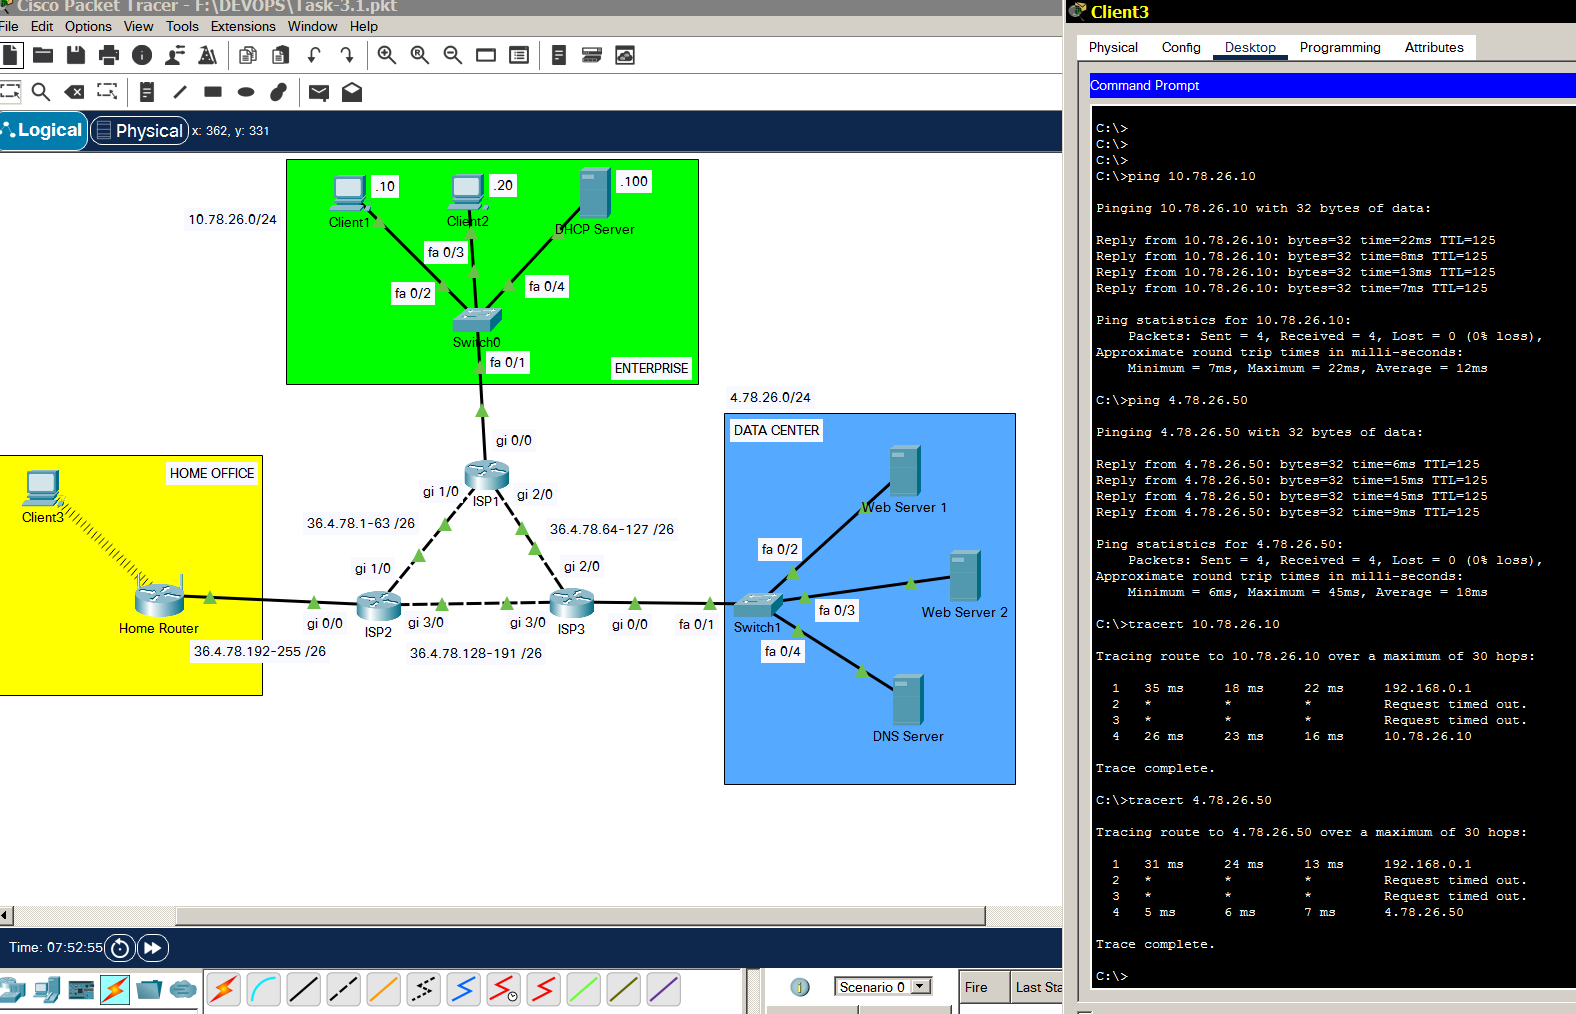 Cisco Packet Tracer - F:\DEVOPS\Task-3.1.pkt
File Edit Options View Tools Extensions Window Help
Logical Physical x: 362, y: 331
10.78.26.0/24
.10
.20
.100
Client1
Client2
DHCP Server
fa 0/3
fa 0/2
fa 0/4
Switch0
fa 0/1
ENTERPRISE
4.78.26.0/24
DATA CENTER
gi 0/0
HOME OFFICE
Client3
gi 1/0
ISP1
gi 2/0
Web Server 1
36.4.78.1-63 /26
36.4.78.64-127 /26
fa 0/2
gi 1/0
gi 2/0
Home Router
gi 0/0
ISP2
gi 3/0
gi 3/0
ISP3
gi 0/0
fa 0/1
Switch1
fa 0/3
Web Server 2
36.4.78.192-255 /26
36.4.78.128-191 /26
fa 0/4
DNS Server
Time: 07:52:55
Scenario 0
Fire
Last Sta
Client3
Physical Config Desktop Programming Attributes
Command Prompt
C:\>
C:\>
C:\>
C:\>ping 10.78.26.10
Pinging 10.78.26.10 with 32 bytes of data:
Reply from 10.78.26.10: bytes=32 time=22ms TTL=125
Reply from 10.78.26.10: bytes=32 time=8ms TTL=125
Reply from 10.78.26.10: bytes=32 time=13ms TTL=125
Reply from 10.78.26.10: bytes=32 time=7ms TTL=125
Ping statistics for 10.78.26.10:
Packets: Sent = 4, Received = 4, Lost = 0 (0% loss),
Approximate round trip times in milli-seconds:
Minimum = 7ms, Maximum = 22ms, Average = 12ms
C:\>ping 4.78.26.50
Pinging 4.78.26.50 with 32 bytes of data:
Reply from 4.78.26.50: bytes=32 time=6ms TTL=125
Reply from 4.78.26.50: bytes=32 time=15ms TTL=125
Reply from 4.78.26.50: bytes=32 time=45ms TTL=125
Reply from 4.78.26.50: bytes=32 time=9ms TTL=125
Ping statistics for 4.78.26.50:
Packets: Sent = 4, Received = 4, Lost = 0 (0% loss),
Approximate round trip times in milli-seconds:
Minimum = 6ms, Maximum = 45ms, Average = 18ms
C:\>tracert 10.78.26.10
Tracing route to 10.78.26.10 over a maximum of 30 hops:
1 35 ms 18 ms 22 ms 192.168.0.1
2 * * * Request timed out.
3 * * * Request timed out.
4 26 ms 23 ms 16 ms 10.78.26.10
Trace complete.
C:\>tracert 4.78.26.50
Tracing route to 4.78.26.50 over a maximum of 30 hops:
1 31 ms 24 ms 13 ms 192.168.0.1
2 * * * Request timed out.
3 * * * Request timed out.
4 5 ms 6 ms 7 ms 4.78.26.50
Trace complete.
C:\>